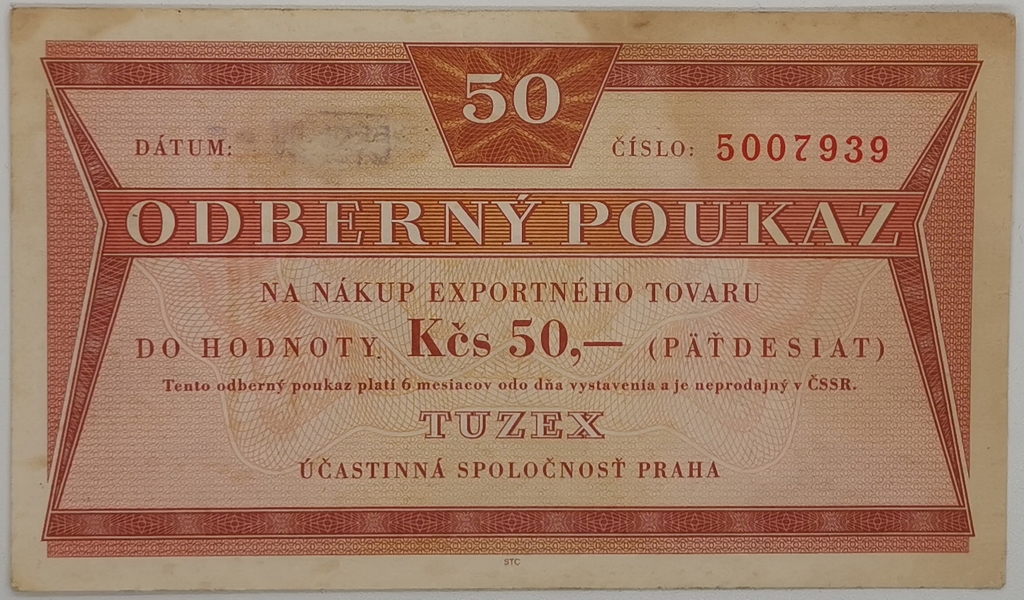 50
DÁTUM:
ČÍSLO: 5007939
ODBERNÝ POUKAZ
NA NÁKUP EXPORTNÉHO TOVARU
DO HODNOTY Kčs 50,— (PÄŤDESIAT)
Tento odberný poukaz platí 6 mesiacov odo dňa vystavenia a je neprodajný v ČSSR.
TUZEX
ÚČASTINNÁ SPOLOČNOSŤ PRAHA
STC